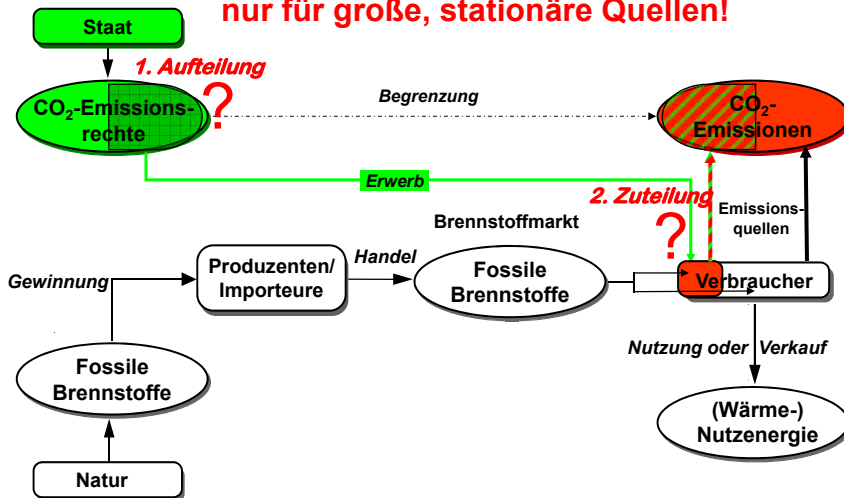 nur für große, stationäre Quellen!
Staat
1. Aufteilung
?
CO₂-Emissions-
rechte
Begrenzung
CO₂-
Emissionen
Erwerb
2. Zuteilung
?
Emissions-
quellen
Brennstoffmarkt
Gewinnung
Produzenten/
Importeure
Handel
Fossile
Brennstoffe
Verbraucher
Nutzung oder Verkauf
Fossile
Brennstoffe
(Wärme-)
Nutzenergie
Natur